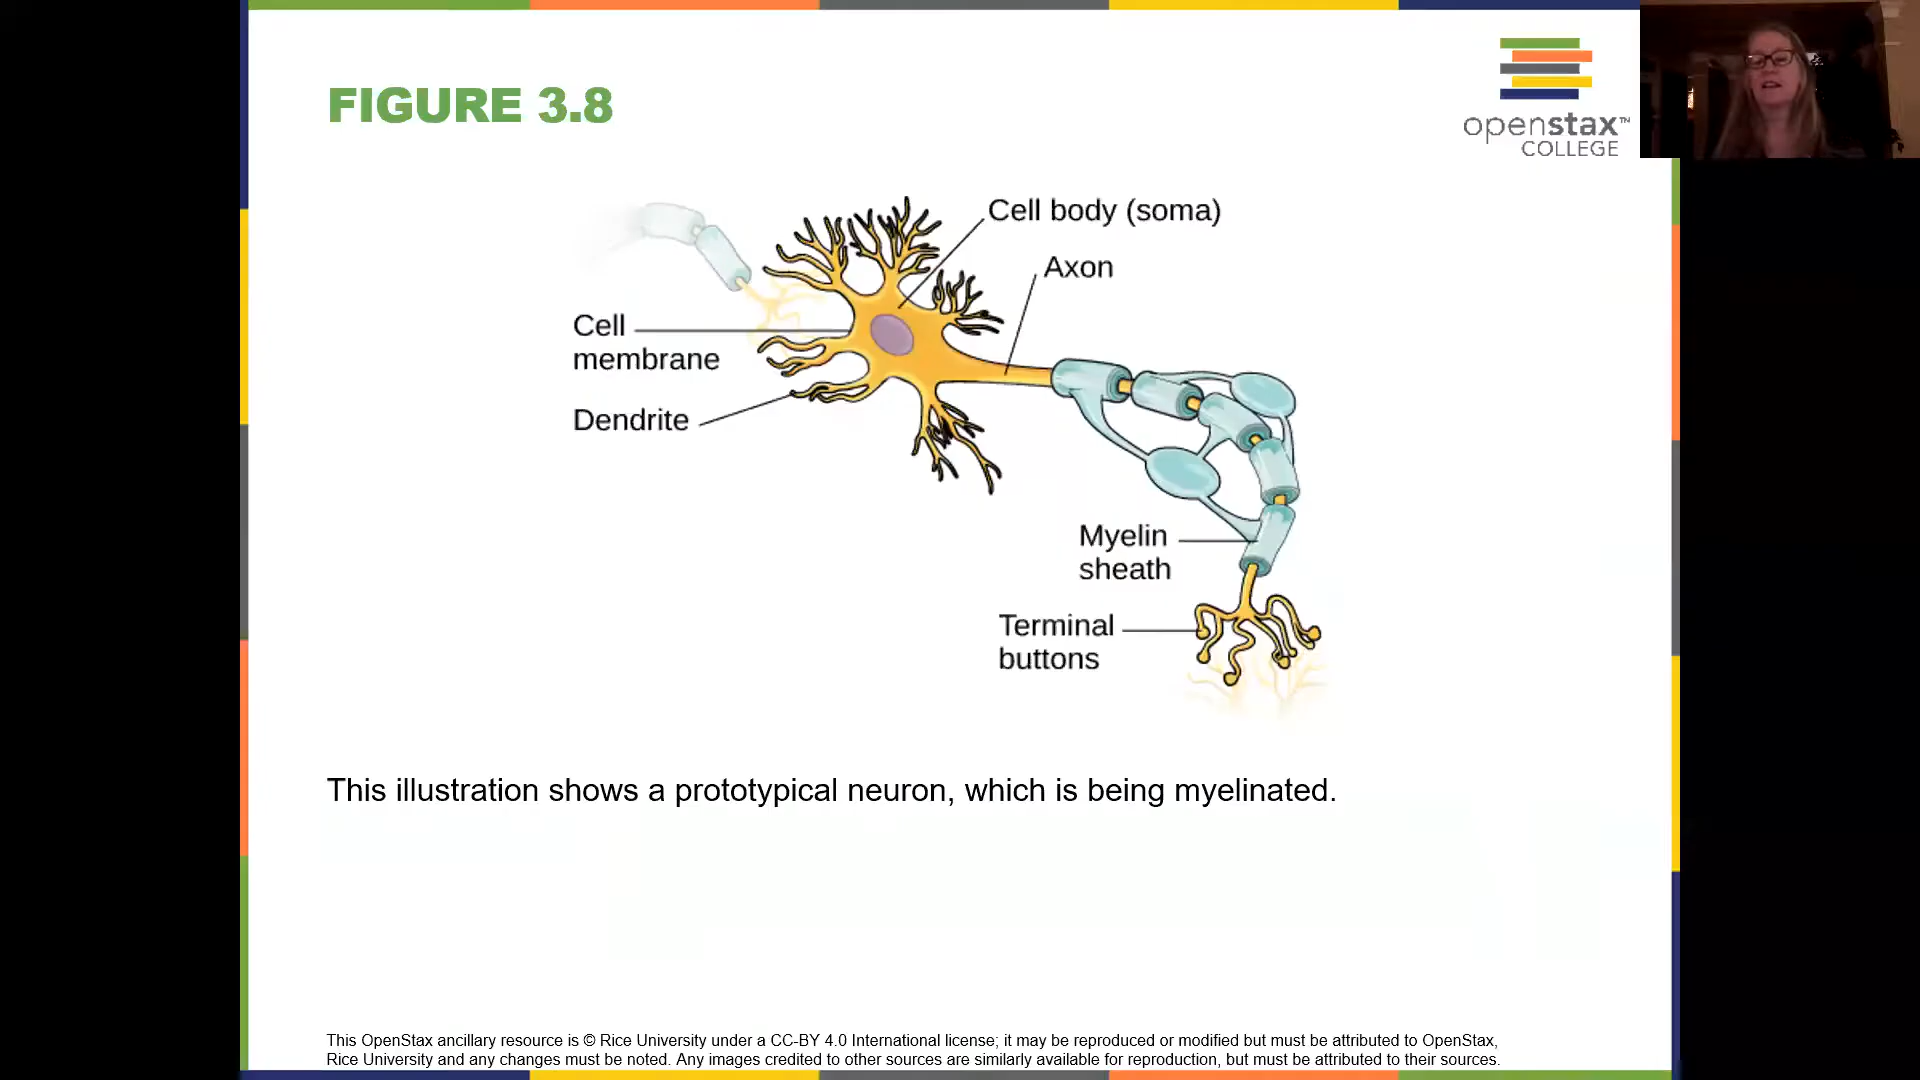 FIGURE 3.8
openstax™
COLLEGE
Cell body (soma)
Axon
Cell
membrane
Dendrite
Myelin
sheath
Terminal
buttons
This illustration shows a prototypical neuron, which is being myelinated.
This OpenStax ancillary resource is © Rice University under a CC-BY 4.0 International license; it may be reproduced or modified but must be attributed to OpenStax,
Rice University and any changes must be noted. Any images credited to other sources are similarly available for reproduction, but must be attributed to their sources.